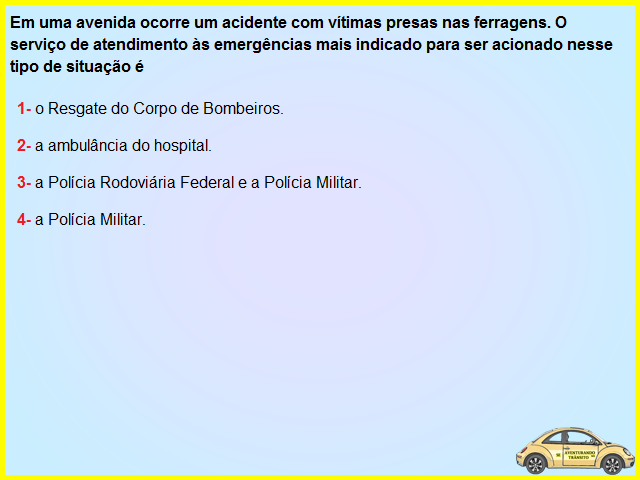 Em uma avenida ocorre um acidente com vítimas presas nas ferragens. O
serviço de atendimento às emergências mais indicado para ser acionado nesse
tipo de situação é
1- o Resgate do Corpo de Bombeiros.
2- a ambulância do hospital.
3- a Polícia Rodoviária Federal e a Polícia Militar.
4- a Polícia Militar.
AVENTURANDO
TRÂNSITO